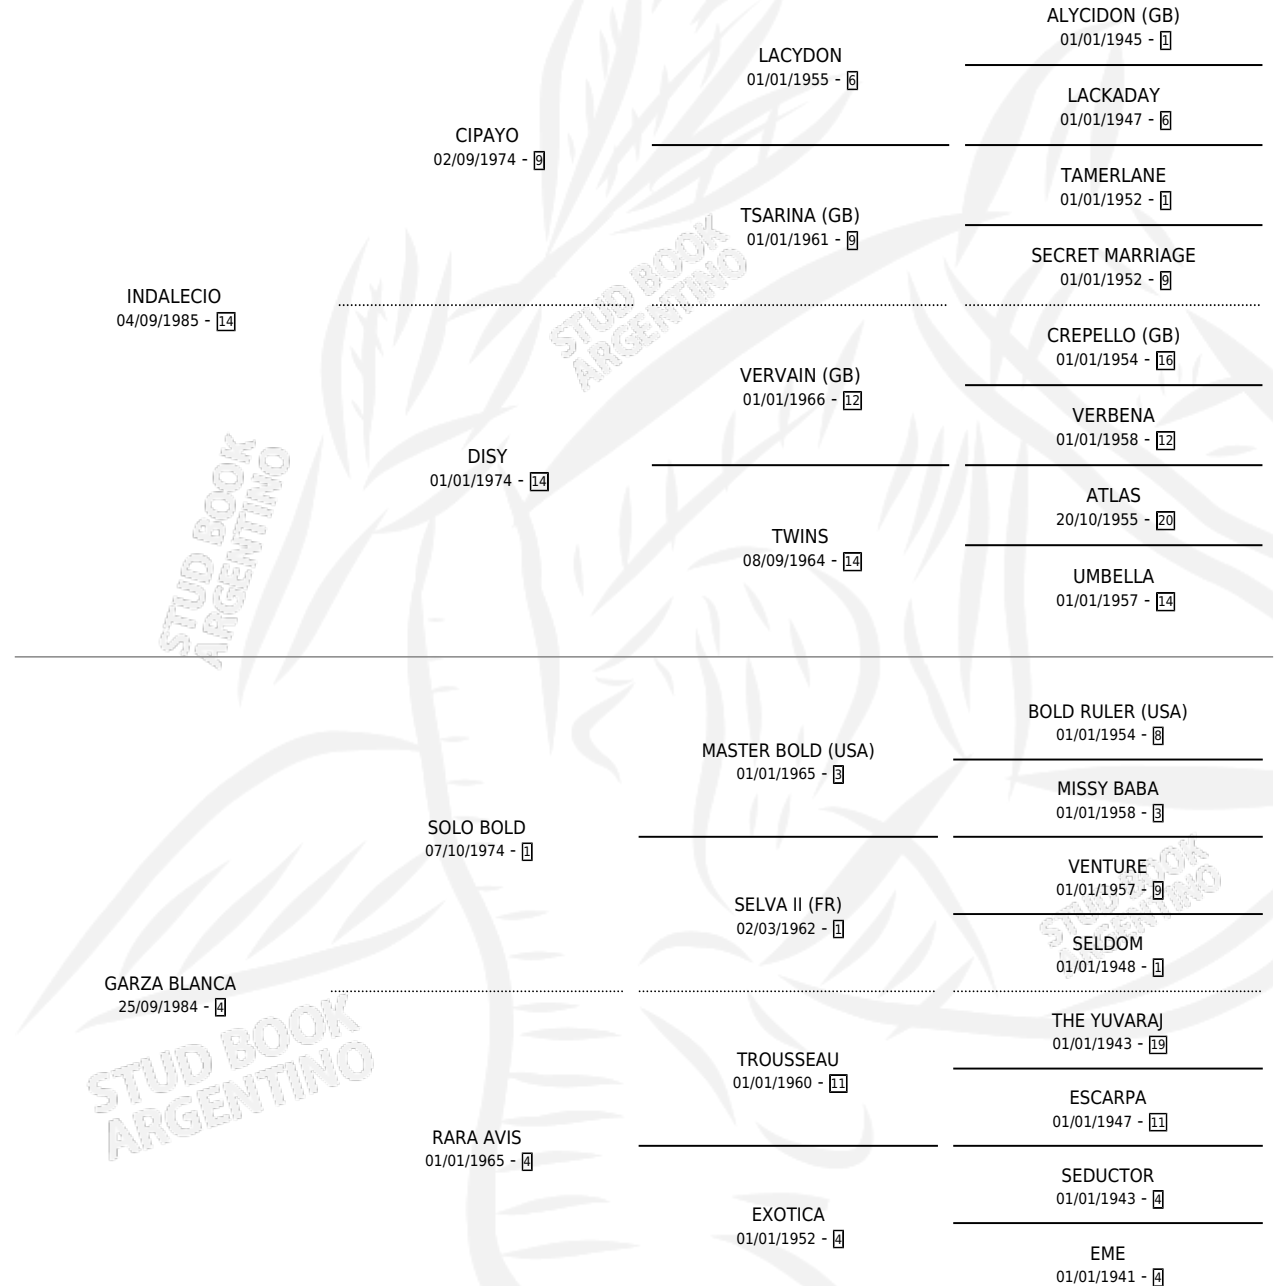 ALYCIDON (GB)
01/01/1945 - 1
LACYDON
01/01/1955 - 6
LACKADAY
01/01/1947 - 6
CIPAYO
02/09/1974 - 9
TAMERLANE
01/01/1952 - 1
TSARINA (GB)
01/01/1961 - 9
SECRET MARRIAGE
01/01/1952 - 9
INDALECIO
04/09/1985 - 14
CREPELLO (GB)
01/01/1954 - 16
VERVAIN (GB)
01/01/1966 - 12
VERBENA
01/01/1958 - 12
DISY
01/01/1974 - 14
ATLAS
20/10/1955 - 20
TWINS
08/09/1964 - 14
UMBELLA
01/01/1957 - 14
BOLD RULER (USA)
01/01/1954 - 8
MASTER BOLD (USA)
01/01/1965 - 3
MISSY BABA
01/01/1958 - 3
SOLO BOLD
07/10/1974 - 1
VENTURE
01/01/1957 - 9
SELVA II (FR)
02/03/1962 - 1
SELDOM
01/01/1948 - 1
GARZA BLANCA
25/09/1984 - 4
THE YUVARAJ
01/01/1943 - 19
TROUSSEAU
01/01/1960 - 11
ESCARPA
01/01/1947 - 11
RARA AVIS
01/01/1965 - 4
SEDUCTOR
01/01/1943 - 4
EXOTICA
01/01/1952 - 4
EME
01/01/1941 - 4
STUD BOOK
ARGENTINO
STUD BOOK
ARGENTINO
STUD BOOK
ARGENTINO
STUD BOOK
ARGENTINO